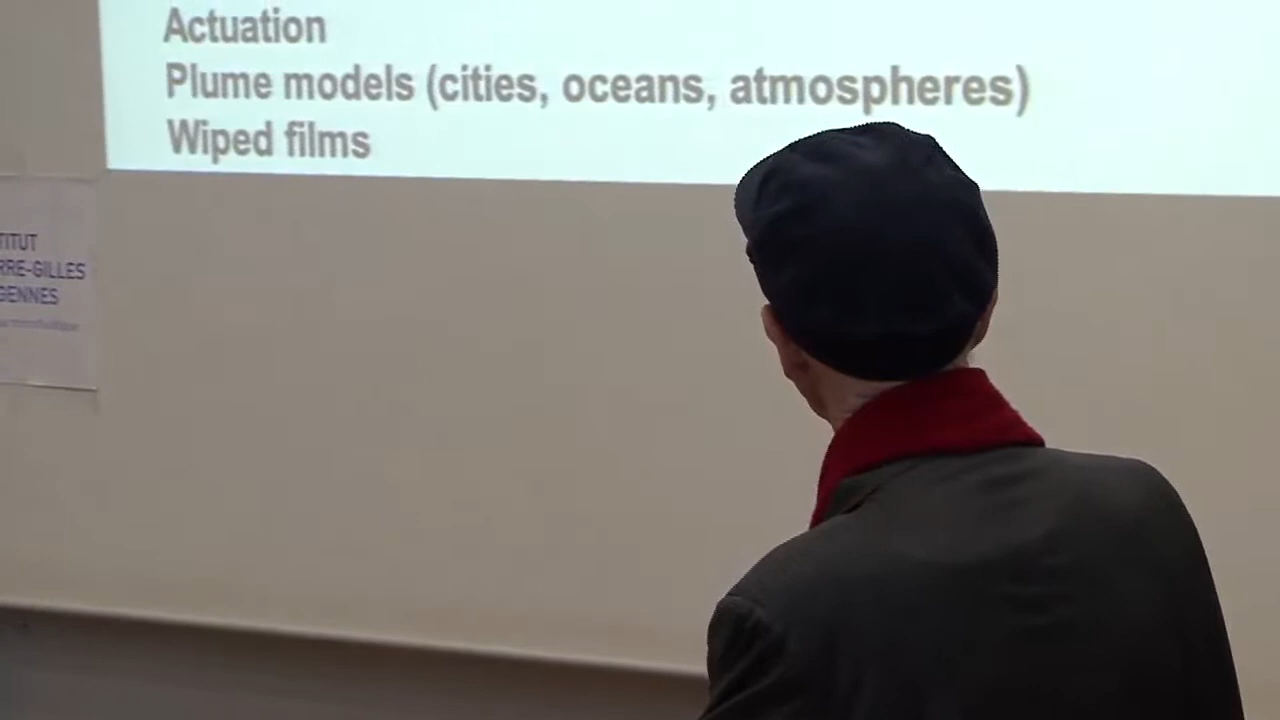 Actuation
Plume models (cities, oceans, atmospheres)
Wiped films
TITUT
RRE-GILLES
GENNES